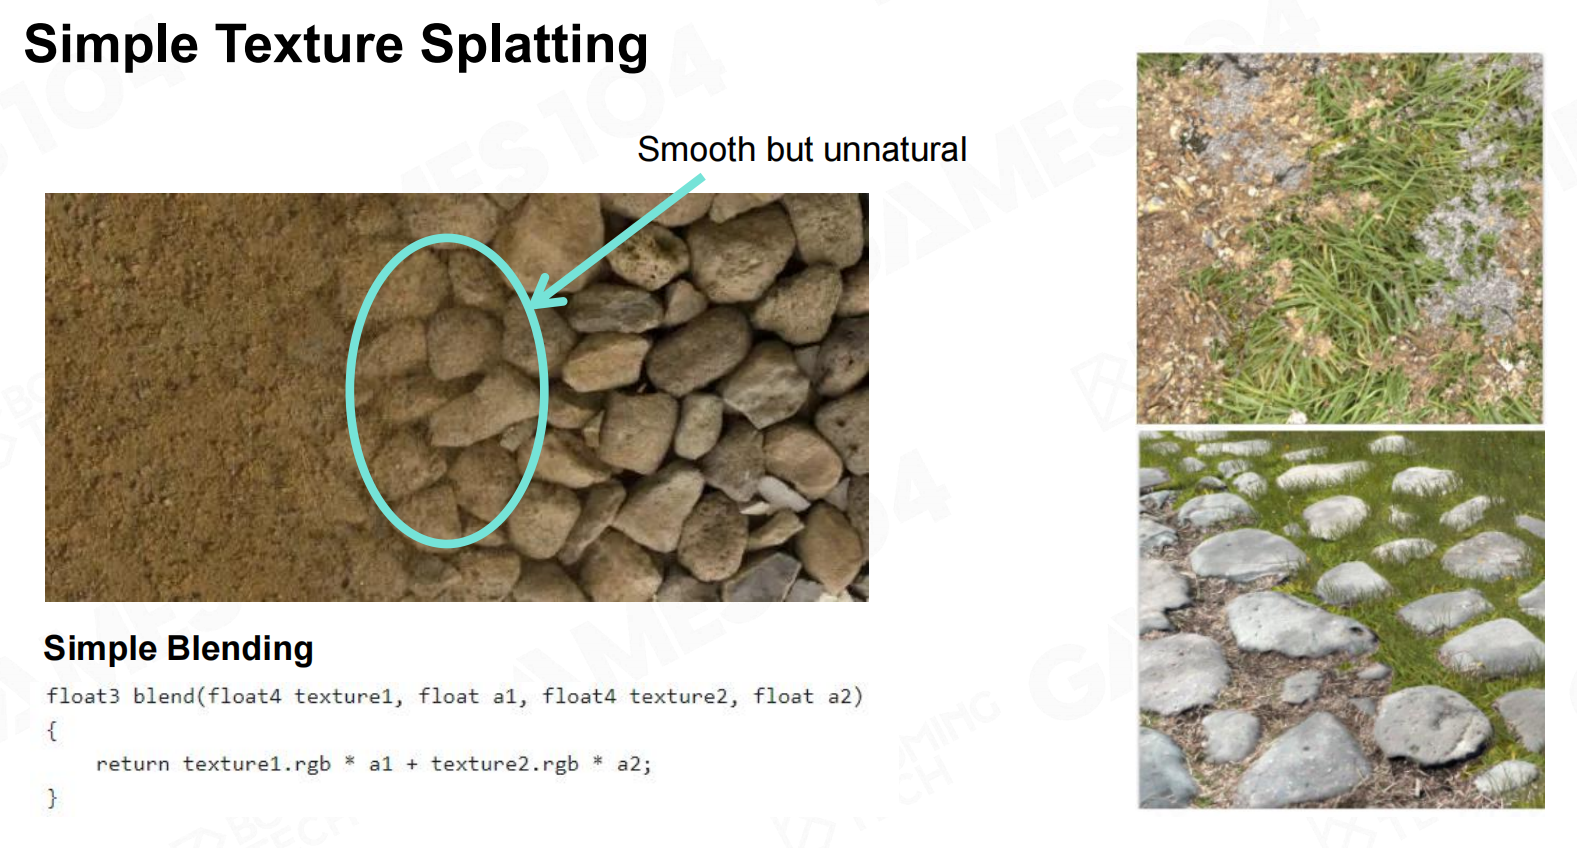 Simple Texture Splatting
Smooth but unnatural
Simple Blending
float3 blend(float4 texture1, float a1, float4 texture2, float a2)
{
    return texture1.rgb * a1 + texture2.rgb * a2;
}